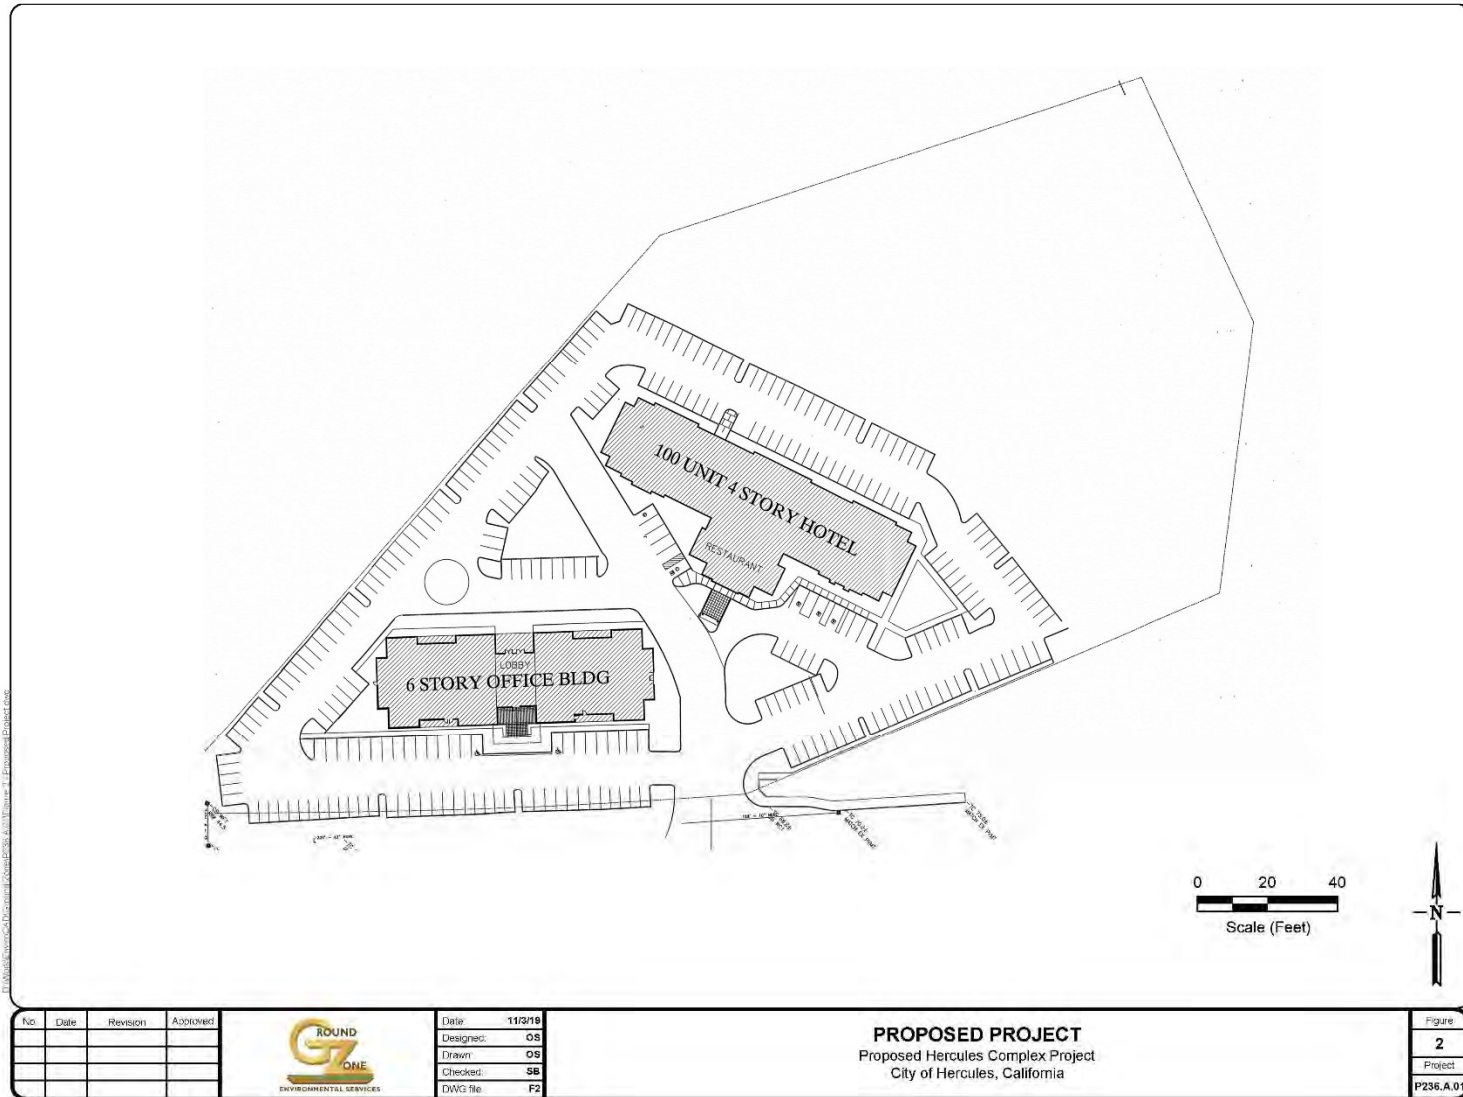 100 UNIT 4 STORY HOTEL
RESTAURANT
LOBBY
6 STORY OFFICE BLDG
0 20 40
Scale (Feet)
N
No. Date Revision Approved
GROUND
ZONE
ENVIRONMENTAL SERVICES
Date: 11/3/19
Designed: OS
Drawn: OS
Checked: SB
DWG file: F2
PROPOSED PROJECT
Proposed Hercules Complex Project
City of Hercules, California
Figure
2
Project
P236.A.01